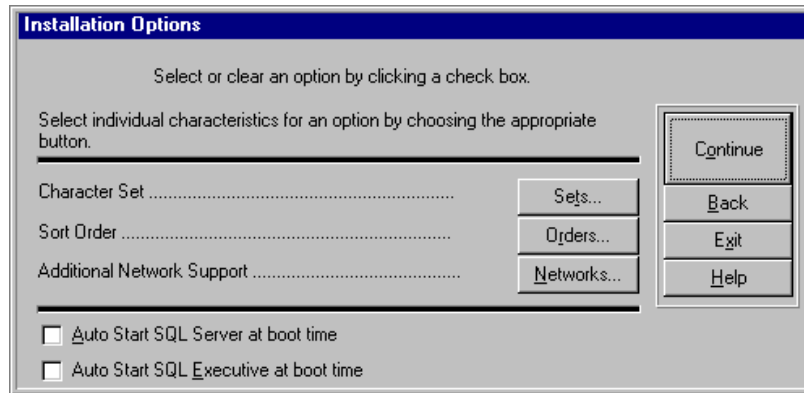 Installation Options
Select or clear an option by clicking a check box.
Select individual characteristics for an option by choosing the appropriate
button.
Continue
Character Set ............................................................. Sets...
Back
Sort Order .................................................................. Orders...
Exit
Additional Network Support ......................................... Networks...
Help
Auto Start SQL Server at boot time
Auto Start SQL Executive at boot time